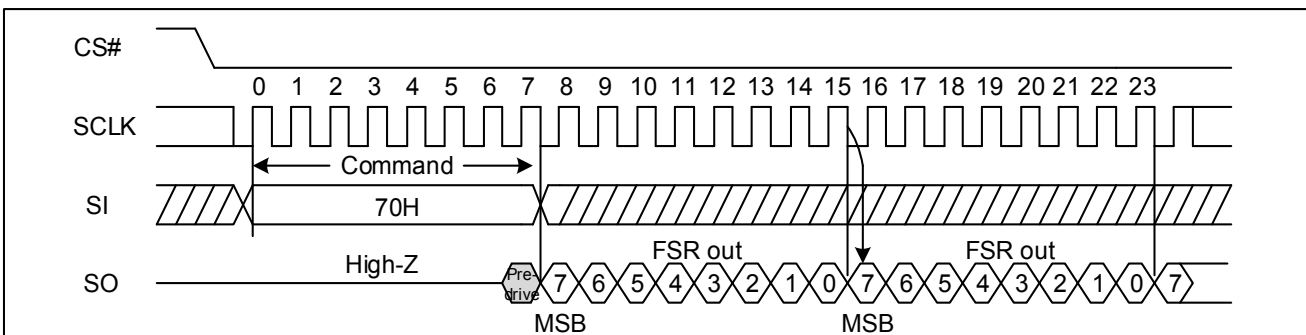 CS#
0 1 2 3 4 5 6 7 8 9 10 11 12 13 14 15 16 17 18 19 20 21 22 23
SCLK
Command
SI
70H
High-Z
FSR out
FSR out
SO
Pre-
drive
7 6 5 4 3 2 1 0 7 6 5 4 3 2 1 0 7
MSB
MSB